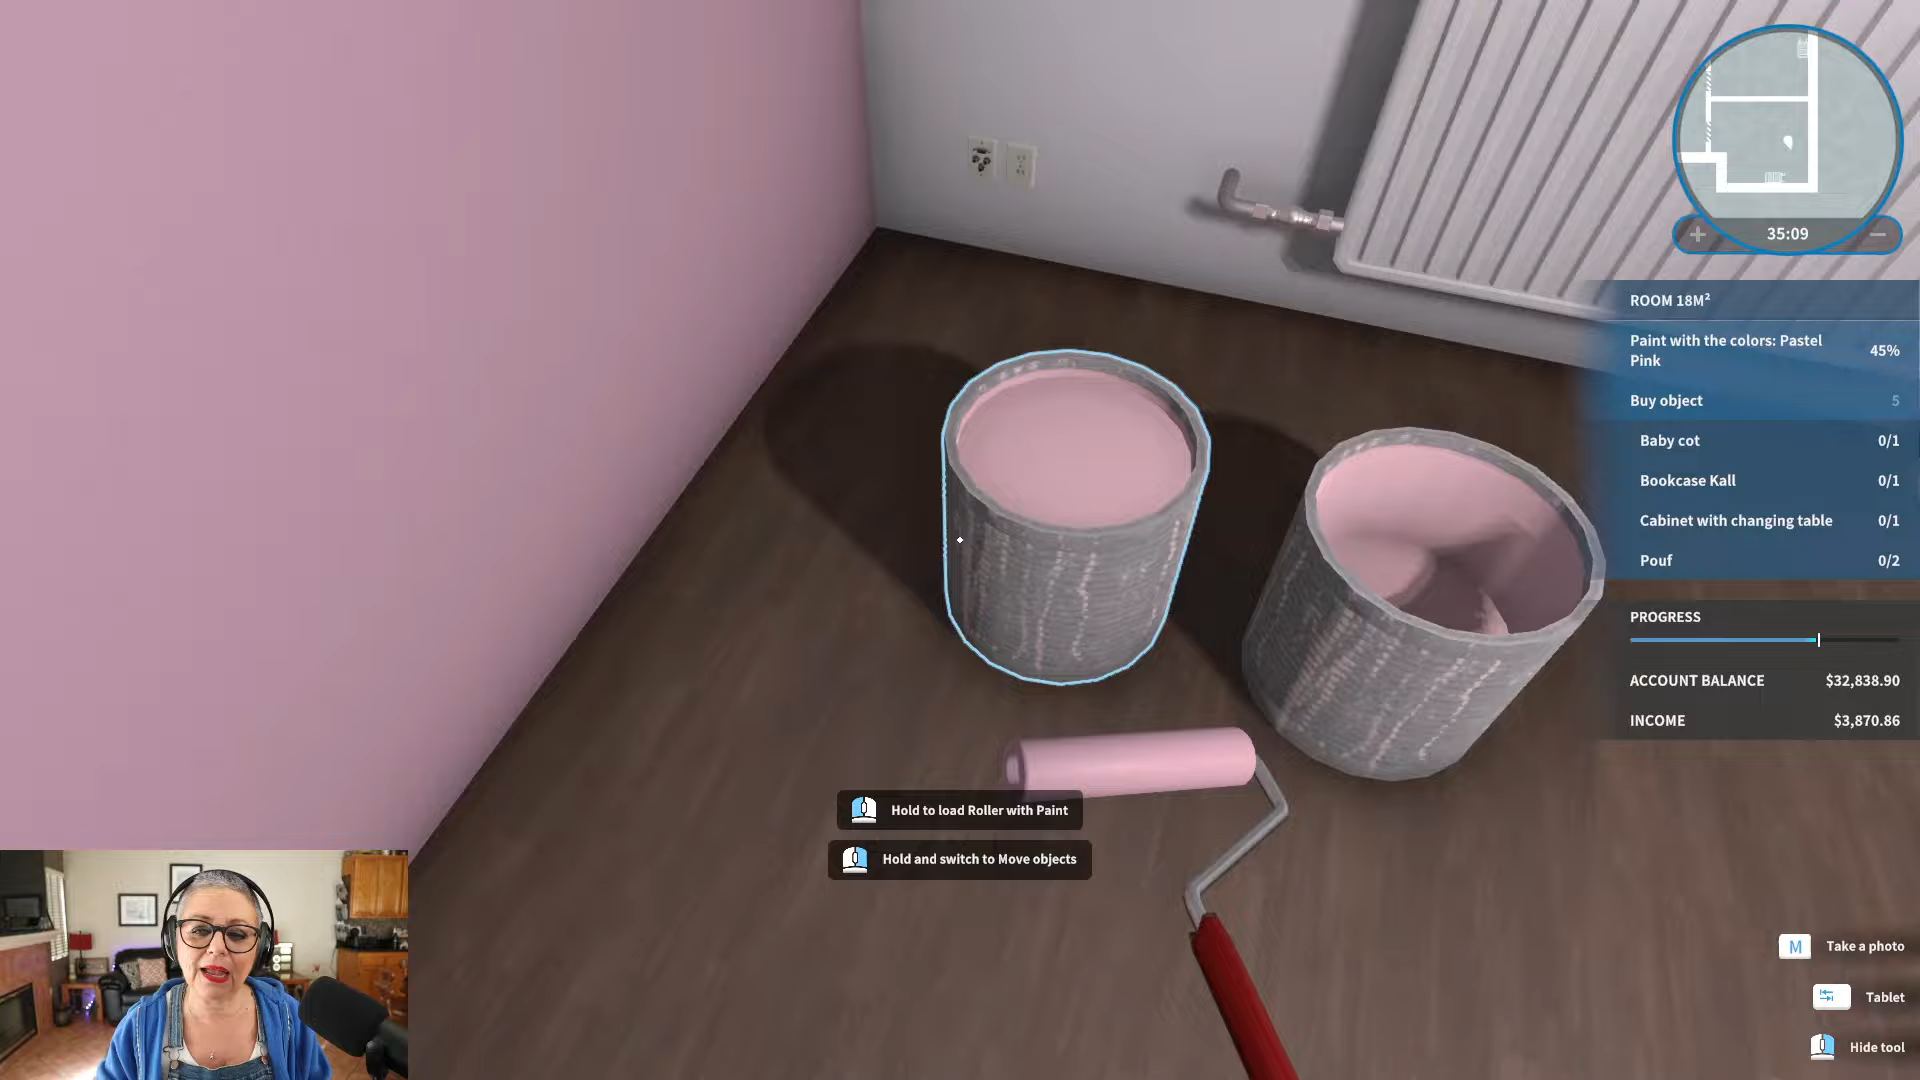 35:09
ROOM 18M²
Paint with the colors: Pastel
Pink
45%
Buy object 5
Baby cot 0/1
Bookcase Kall 0/1
Cabinet with changing table 0/1
Pouf 0/2
PROGRESS
ACCOUNT BALANCE $32,838.90
INCOME $3,870.86
Hold to load Roller with Paint
Hold and switch to Move objects
M Take a photo
Tablet
Hide tool